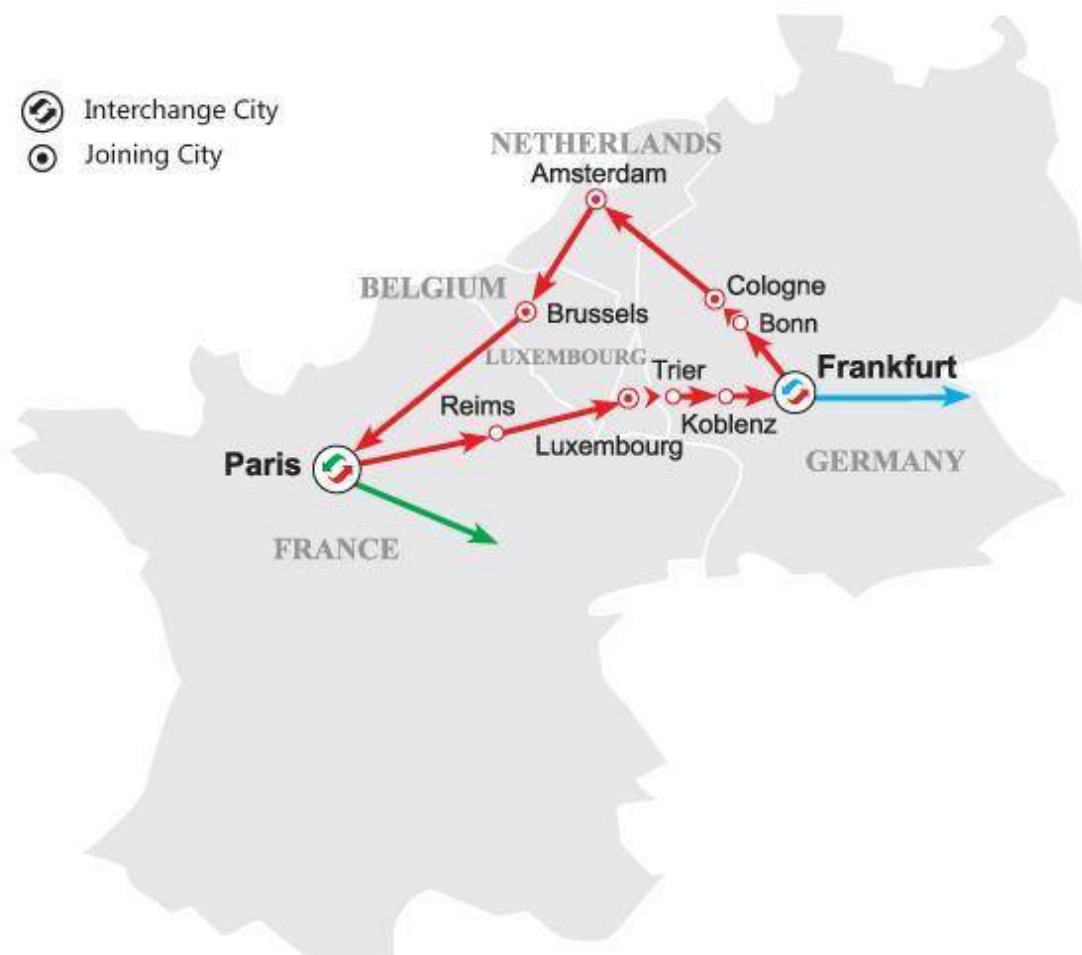 Interchange City
Joining City
NETHERLANDS
Amsterdam
BELGIUM
Cologne
Brussels
Bonn
LUXEMBOURG
Trier
Frankfurt
Reims
Koblenz
Luxembourg
Paris
GERMANY
FRANCE